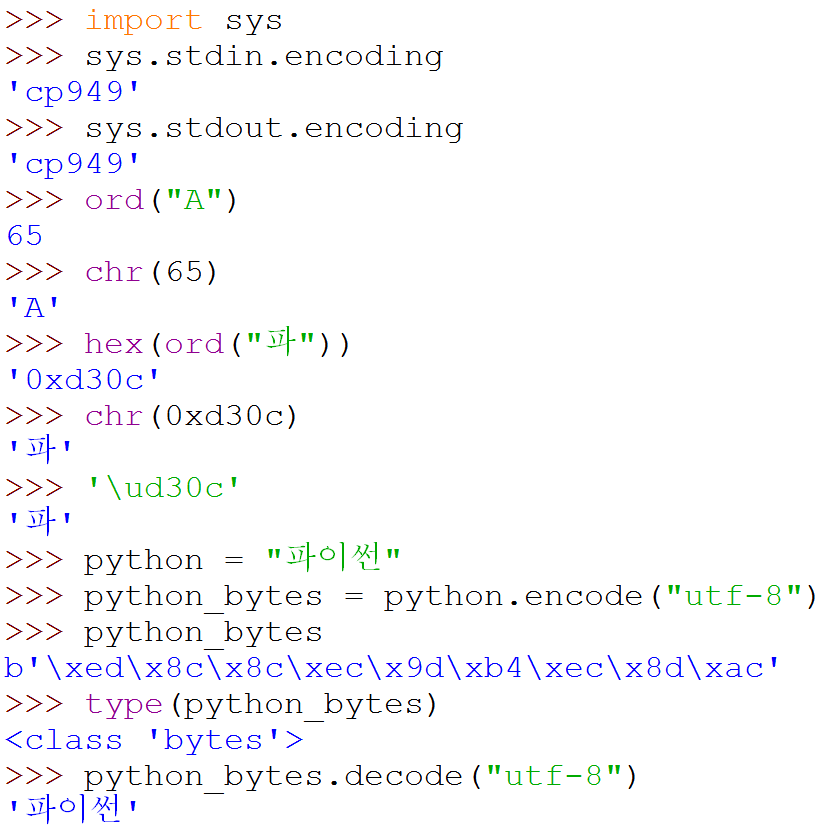 >>> import sys
>>> sys.stdin.encoding
'cp949'
>>> sys.stdout.encoding
'cp949'
>>> ord("A")
65
>>> chr(65)
'A'
>>> hex(ord("파"))
'0xd30c'
>>> chr(0xd30c)
'파'
>>> '\ud30c'
'파'
>>> python = "파이썬"
>>> python_bytes = python.encode("utf-8")
>>> python_bytes
b'\xed\x8c\x8c\xec\x9d\xb4\xec\x8d\xac'
>>> type(python_bytes)
<class 'bytes'>
>>> python_bytes.decode("utf-8")
'파이썬'